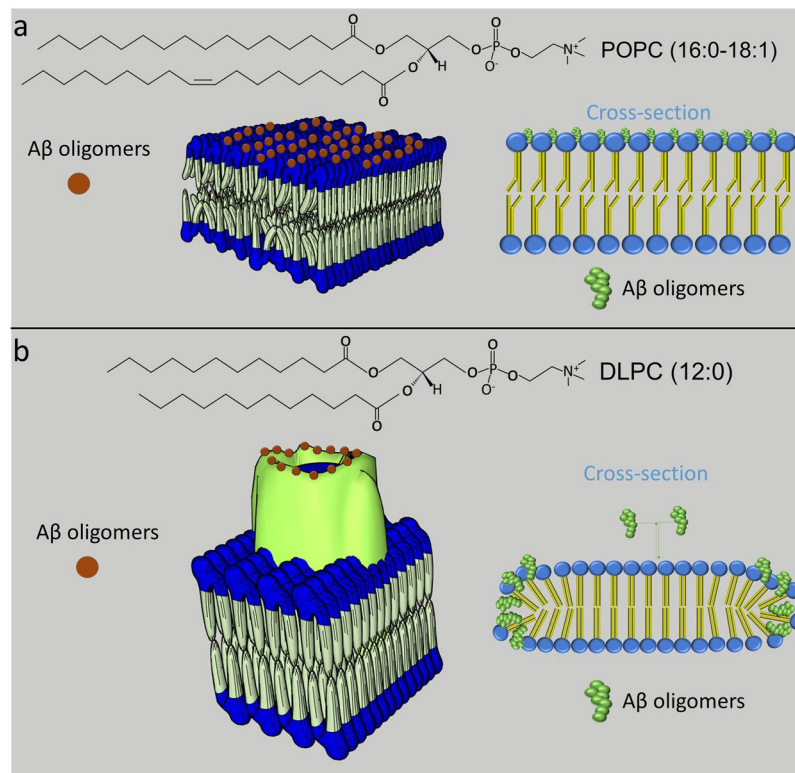 a
O
O
P
O
O⁻
O
N⁺
O
H
O
POPC (16:0-18:1)
Aβ oligomers
Cross-section
Aβ oligomers
b
O
O
P
O
O⁻
O
N⁺
O
H
O
DLPC (12:0)
Aβ oligomers
Cross-section
Aβ oligomers